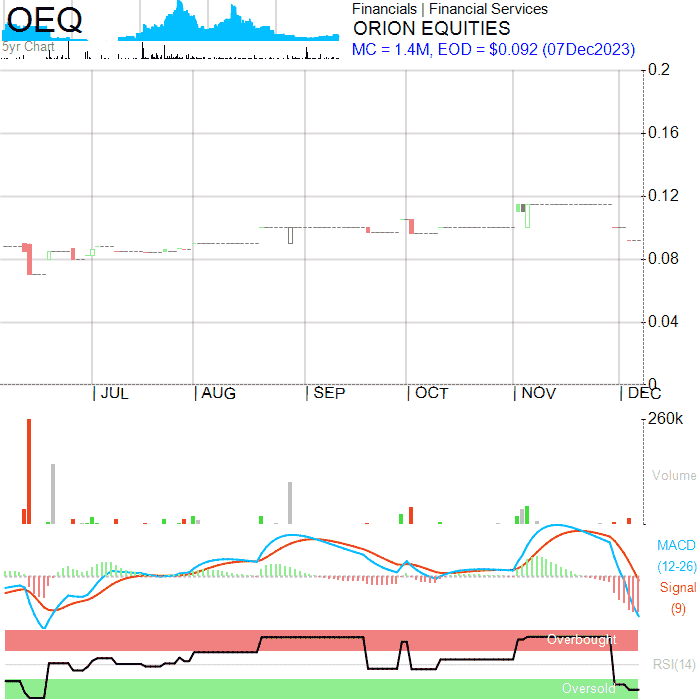 OEQ
5yr Chart
Financials | Financial Services
ORION EQUITIES
MC = 1.4M, EOD = $0.092 (07Dec2023)
0.2
0.16
0.12
0.08
0.04
0
JUL AUG SEP OCT NOV DEC
260k
Volume
MACD
(12-26)
Signal
(9)
Overbought
RSI(14)
Oversold